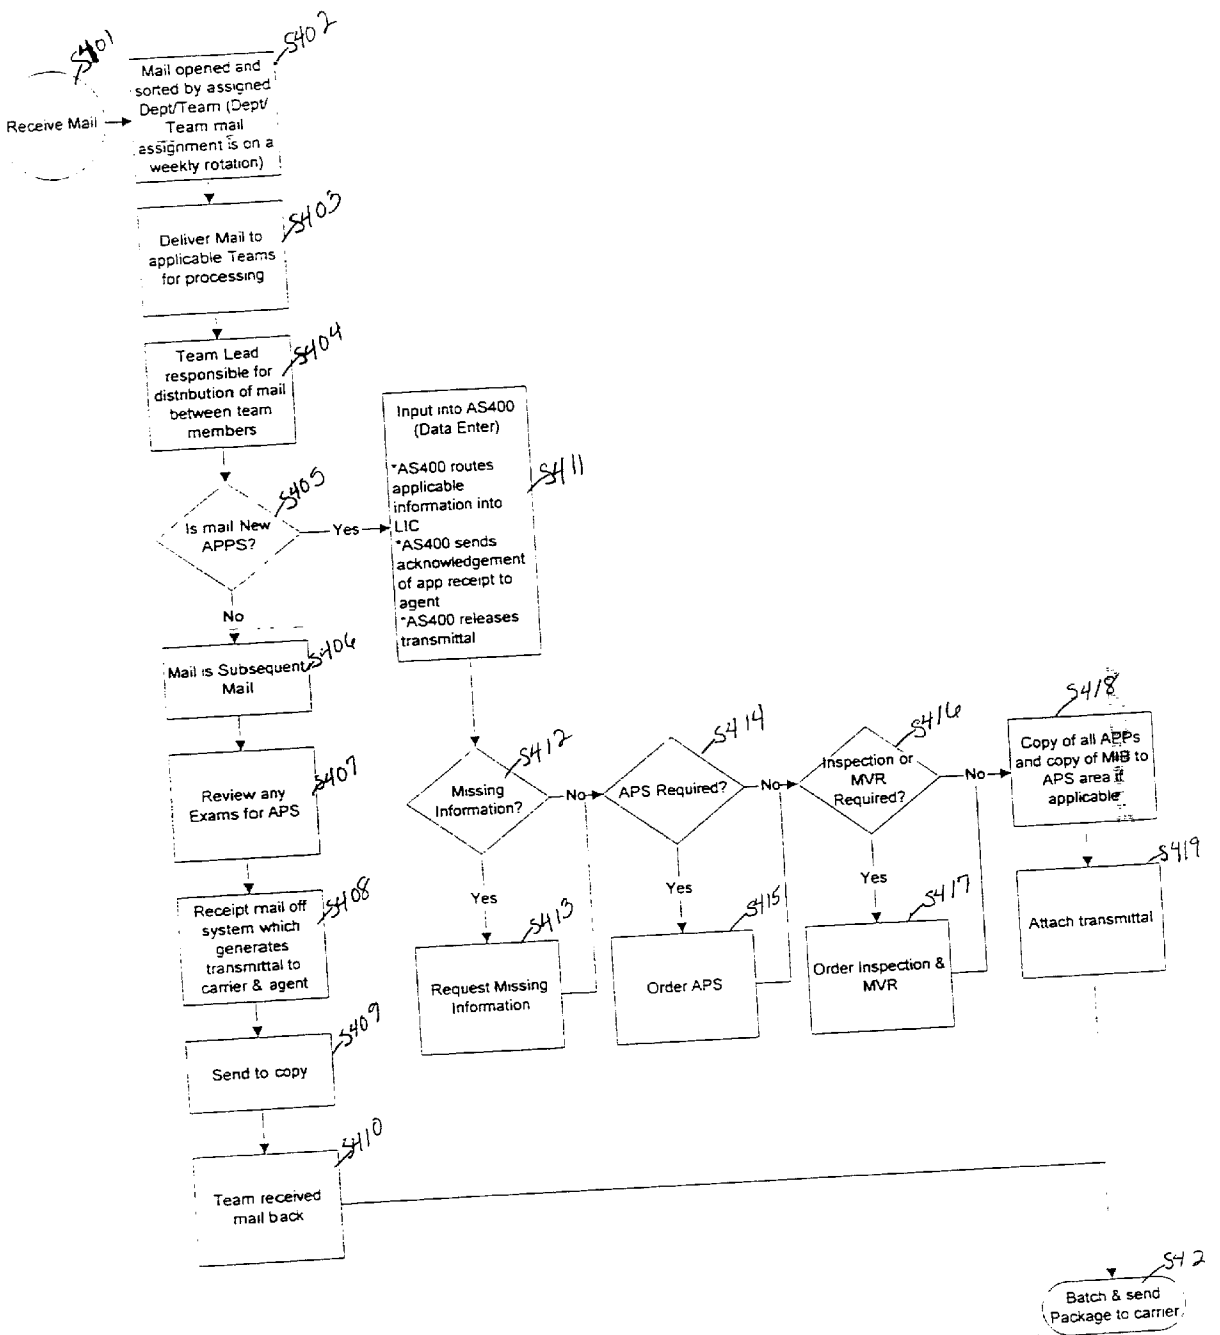 S401
Receive Mail
S402
Mail opened and
sorted by assigned
Dept/Team (Dept/
Team mail
assignment is on a
weekly rotation)
S403
Deliver Mail to
applicable Teams
for processing
S404
Team Lead
responsible for
distribution of mail
between team
members
S405
Is mail New
APPS?
Yes
No
S406
Mail is Subsequent
Mail
S407
Review any
Exams for APS
S408
Receipt mail off
system which
generates
transmittal to
carrier & agent
S409
Send to copy
S410
Team received
mail back
S411
Input into AS400
(Data Enter)
*AS400 routes
applicable
information into
LIC
*AS400 sends
acknowledgement
of app receipt to
agent
*AS400 releases
transmittal
S412
Missing
Information?
No
Yes
S413
Request Missing
Information
S414
APS Required?
No
Yes
S415
Order APS
S416
Inspection or
MVR
Required?
No
Yes
S417
Order Inspection &
MVR
S418
Copy of all APPs
and copy of MIB to
APS area if
applicable
S419
Attach transmittal
S42
Batch & send
Package to carrier